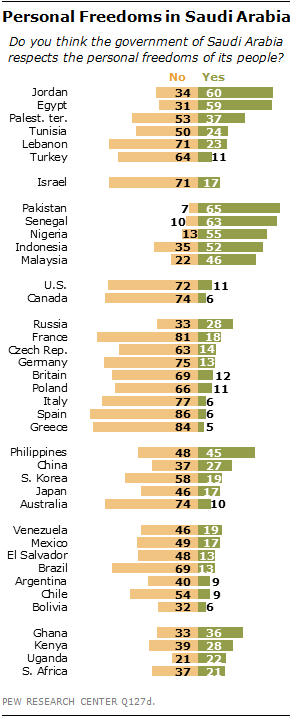 Personal Freedoms in Saudi Arabia
Do you think the government of Saudi Arabia
respects the personal freedoms of its people?
No Yes
Jordan 34 60
Egypt 31 59
Palest. ter. 53 37
Tunisia 50 24
Lebanon 71 23
Turkey 64 11
Israel 71 17
Pakistan 7 65
Senegal 10 63
Nigeria 13 55
Indonesia 35 52
Malaysia 22 46
U.S. 72 11
Canada 74 6
Russia 33 28
France 81 18
Czech Rep. 63 14
Germany 75 13
Britain 69 12
Poland 66 11
Italy 77 6
Spain 86 6
Greece 84 5
Philippines 48 45
China 37 27
S. Korea 58 19
Japan 46 17
Australia 74 10
Venezuela 46 19
Mexico 49 17
El Salvador 48 13
Brazil 69 13
Argentina 40 9
Chile 54 9
Bolivia 32 6
Ghana 33 36
Kenya 39 28
Uganda 21 22
S. Africa 37 21
PEW RESEARCH CENTER Q127d.